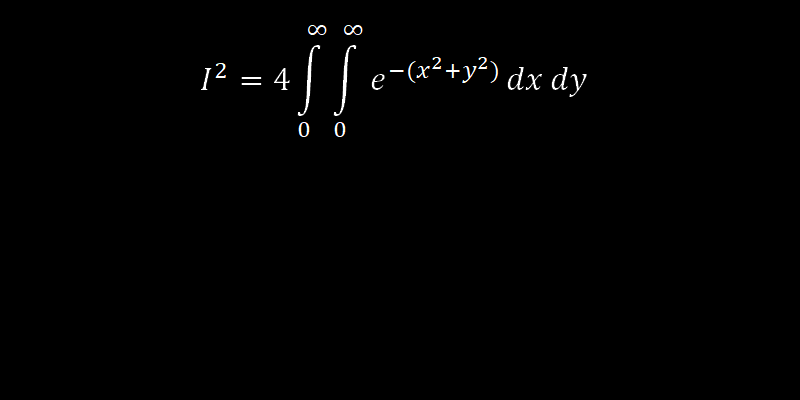 I² = 4 ∫₀^∞ ∫₀^∞ e^−(x²+y²) dx dy